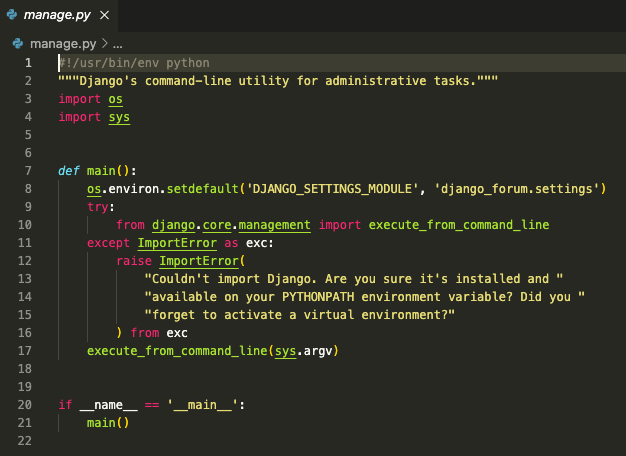 manage.py ×
manage.py > ...
1 #!/usr/bin/env python
2 """Django's command-line utility for administrative tasks."""
3 import os
4 import sys
5
6
7 def main():
8     os.environ.setdefault('DJANGO_SETTINGS_MODULE', 'django_forum.settings')
9     try:
10         from django.core.management import execute_from_command_line
11     except ImportError as exc:
12         raise ImportError(
13             "Couldn't import Django. Are you sure it's installed and "
14             "available on your PYTHONPATH environment variable? Did you "
15             "forget to activate a virtual environment?"
16         ) from exc
17     execute_from_command_line(sys.argv)
18
19
20 if __name__ == '__main__':
21     main()
22